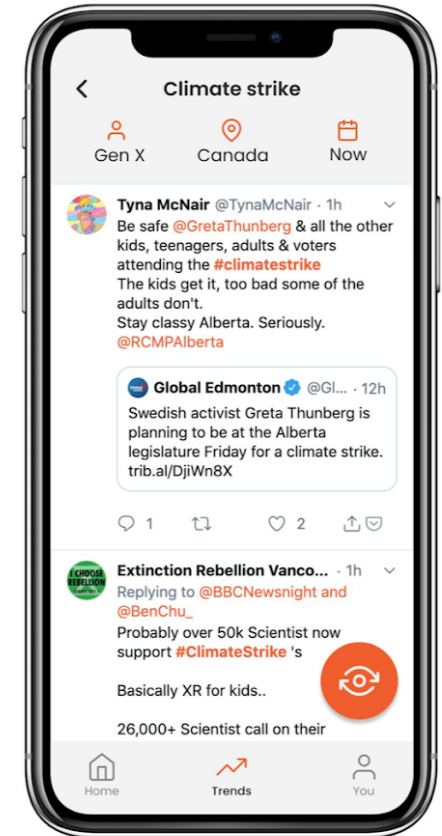 Climate strike
Gen X
Canada
Now
Tyna McNair @TynaMcNair · 1h
Be safe @GretaThunberg & all the other
kids, teenagers, adults & voters
attending the #climatestrike
The kids get it, too bad some of the
adults don't.
Stay classy Alberta. Seriously.
@RCMPAlberta
Global Edmonton @Gl... · 12h
Swedish activist Greta Thunberg is
planning to be at the Alberta
legislature Friday for a climate strike.
trib.al/DjiWn8X
1
2
I CHOOSE
REBELLION
Extinction Rebellion Vanco... · 1h
Replying to @BBCNewsnight and
@BenChu_
Probably over 50k Scientist now
support #ClimateStrike 's
Basically XR for kids..
26,000+ Scientist call on their
Home
Trends
You